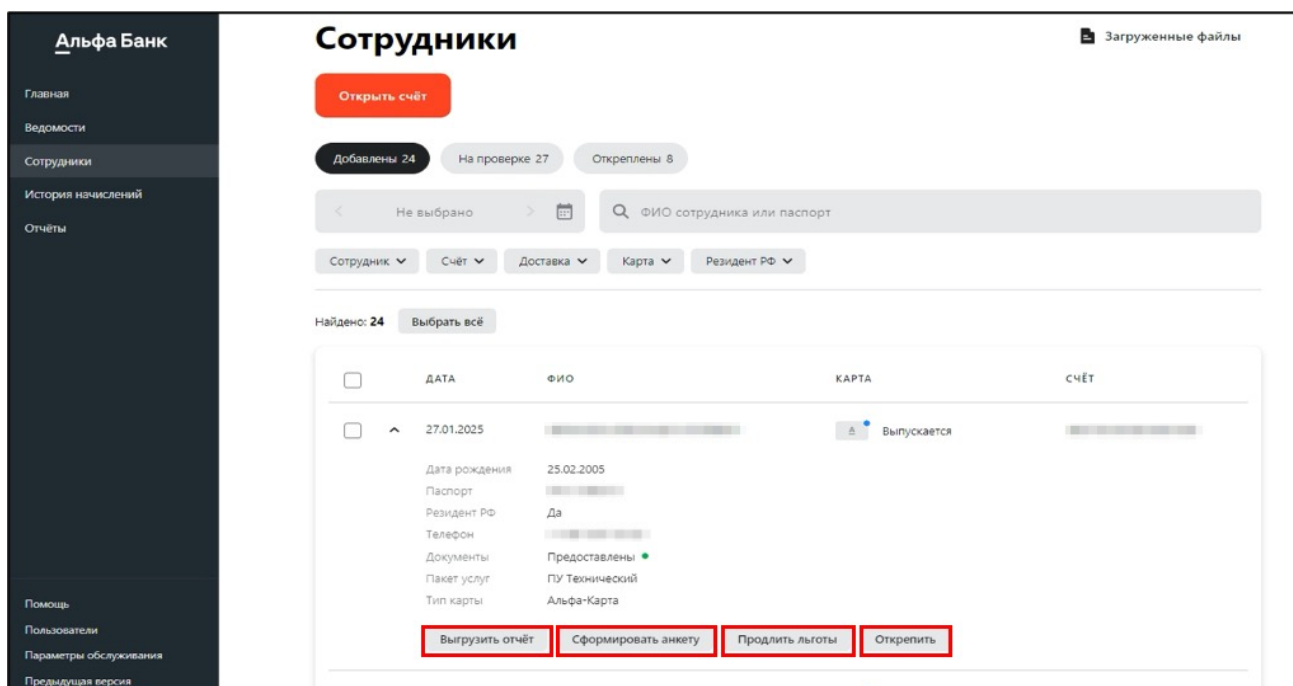 Альфа Банк
Сотрудники
Загруженные файлы
Главная
Открыть счёт
Ведомости
Сотрудники
Добавлены 24 На проверке 27 Откреплены 8
История начислений
Не выбрано ФИО сотрудника или паспорт
Отчёты
Сотрудник Счёт Доставка Карта Резидент РФ
Найдено: 24 Выбрать всё
ДАТА ФИО КАРТА СЧЁТ
27.01.2025 Выпускается
Дата рождения 25.02.2005
Паспорт
Резидент РФ Да
Телефон
Документы Предоставлены
Пакет услуг ПУ Технический
Тип карты Альфа-Карта
Выгрузить отчёт Сформировать анкету Продлить льготы Открепить
Помощь
Пользователи
Параметры обслуживания
Предыдущая версия